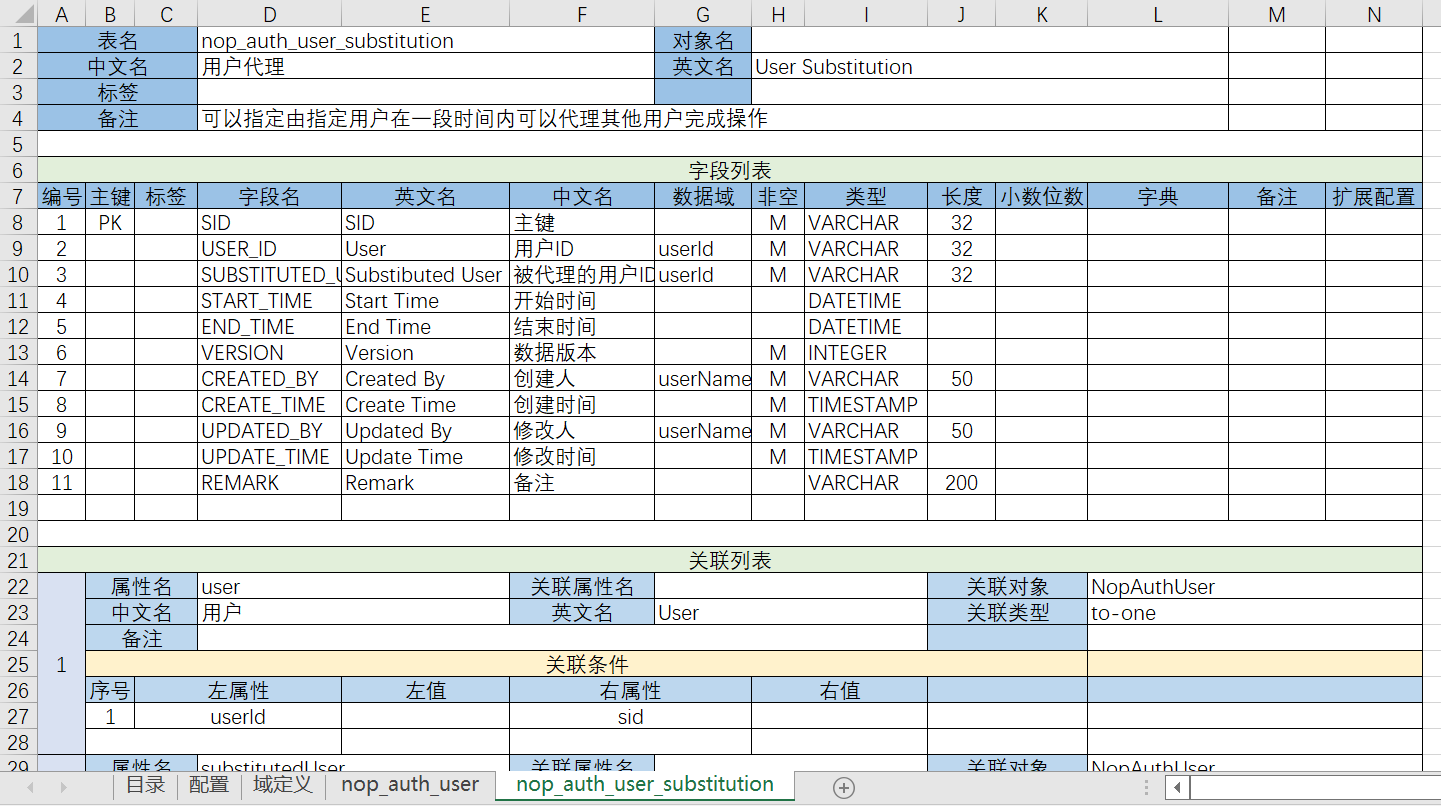 A B C D E F G H I J K L M N
1 表名 nop_auth_user_substitution 对象名
2 中文名 用户代理 英文名 User Substitution
3 标签
4 备注 可以指定由指定用户在一段时间内可以代理其他用户完成操作
5
6 字段列表
7 编号 主键 标签 字段名 英文名 中文名 数据域 非空 类型 长度 小数位数 字典 备注 扩展配置
8 1 PK SID SID 主键 M VARCHAR 32
9 2 USER_ID User 用户ID userId M VARCHAR 32
10 3 SUBSTITUTED_U Substibuted User 被代理的用户ID userId M VARCHAR 32
11 4 START_TIME Start Time 开始时间 DATETIME
12 5 END_TIME End Time 结束时间 DATETIME
13 6 VERSION Version 数据版本 M INTEGER
14 7 CREATED_BY Created By 创建人 userName M VARCHAR 50
15 8 CREATE_TIME Create Time 创建时间 M TIMESTAMP
16 9 UPDATED_BY Updated By 修改人 userName M VARCHAR 50
17 10 UPDATE_TIME Update Time 修改时间 M TIMESTAMP
18 11 REMARK Remark 备注 VARCHAR 200
19
20
21 关联列表
22 属性名 user 关联属性名 关联对象 NopAuthUser
23 中文名 用户 英文名 User 关联类型 to-one
24 备注
25 1 关联条件
26 序号 左属性 左值 右属性 右值
27 1 userId sid
28
29 属性名 substitutedUser 关联属性名 关联对象 NopAuthUser
目录 配置 域定义 nop_auth_user nop_auth_user_substitution